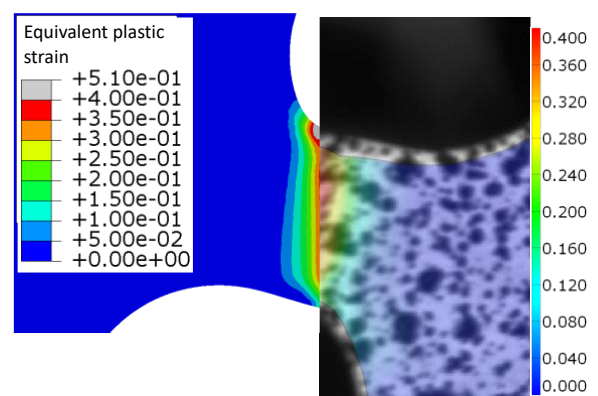 Equivalent plastic
strain
+5.10e-01
+4.00e-01
+3.50e-01
+3.00e-01
+2.50e-01
+2.00e-01
+1.50e-01
+1.00e-01
+5.00e-02
+0.00e+00
0.400
0.360
0.320
0.280
0.240
0.200
0.160
0.120
0.080
0.040
0.000